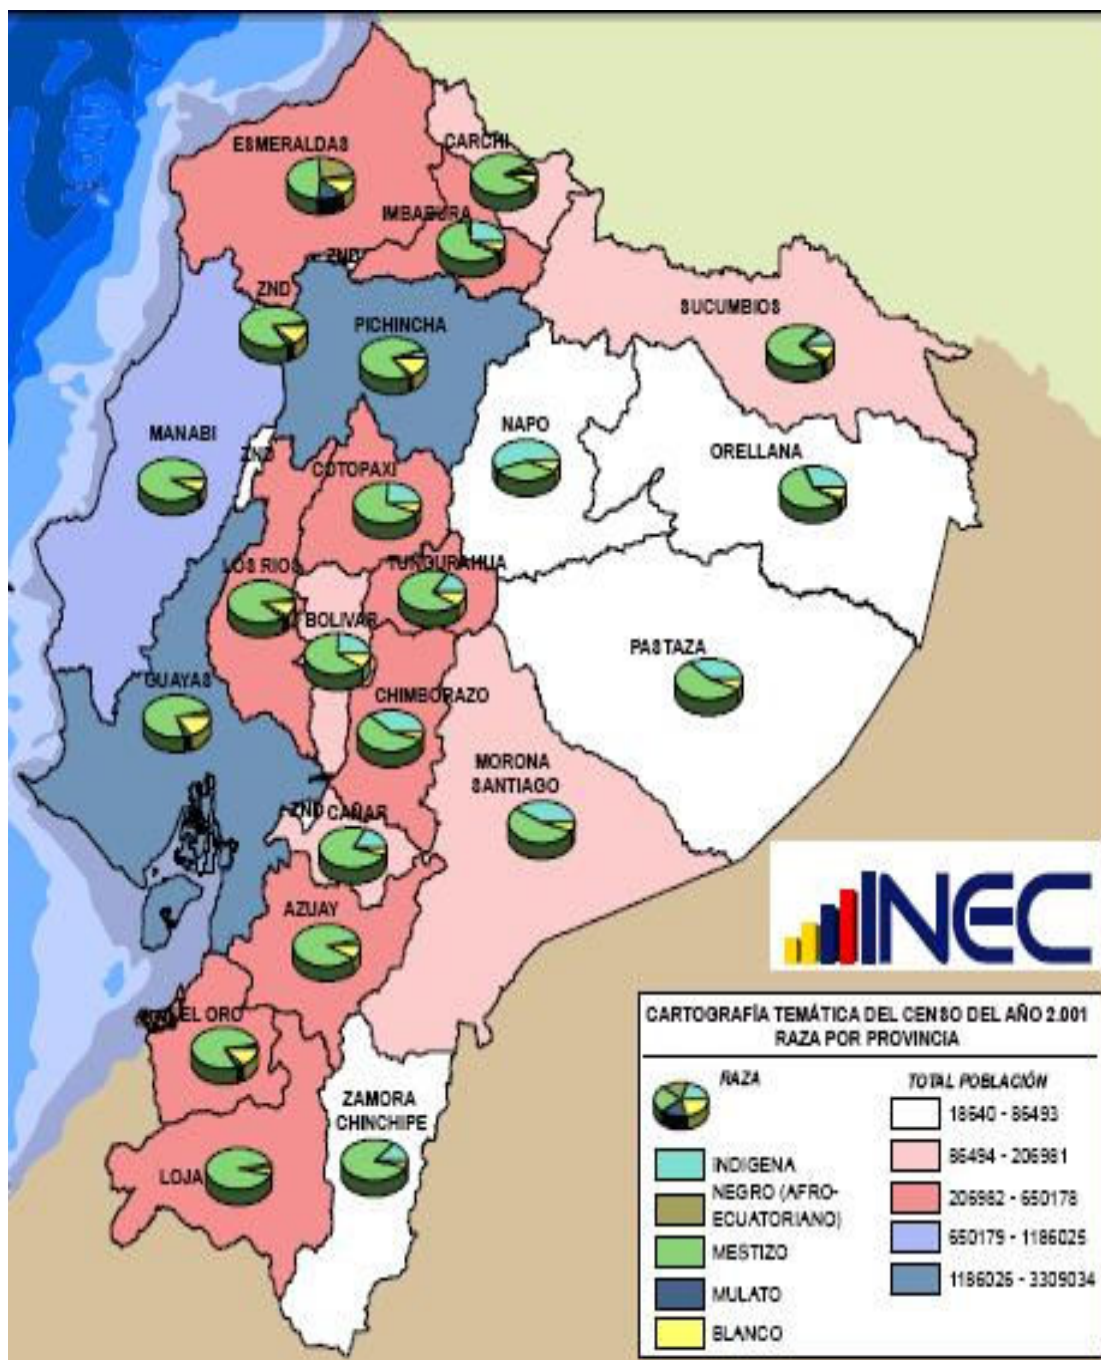 ESMERALDAS
CARCHI
IMBABURA
ZND
ZND
PICHINCHA
SUCUMBIOS
MANABI
ZND
COTOPAXI
NAPO
ORELLANA
LOS RIOS
TUNGURAHUA
BOLIVAR
PASTAZA
GUAYAS
CHIMBORAZO
MORONA
SANTIAGO
ZND
CAÑAR
AZUAY
INEC
EL ORO
ZAMORA
CHINCHIPE
LOJA
CARTOGRAFÍA TEMÁTICA DEL CENSO DEL AÑO 2.001
RAZA POR PROVINCIA
RAZA
INDIGENA
NEGRO (AFRO-
ECUATORIANO)
MESTIZO
MULATO
BLANCO
TOTAL POBLACIÓN
18640 - 86493
86494 - 206981
206982 - 650178
650179 - 1186025
1186026 - 3309034